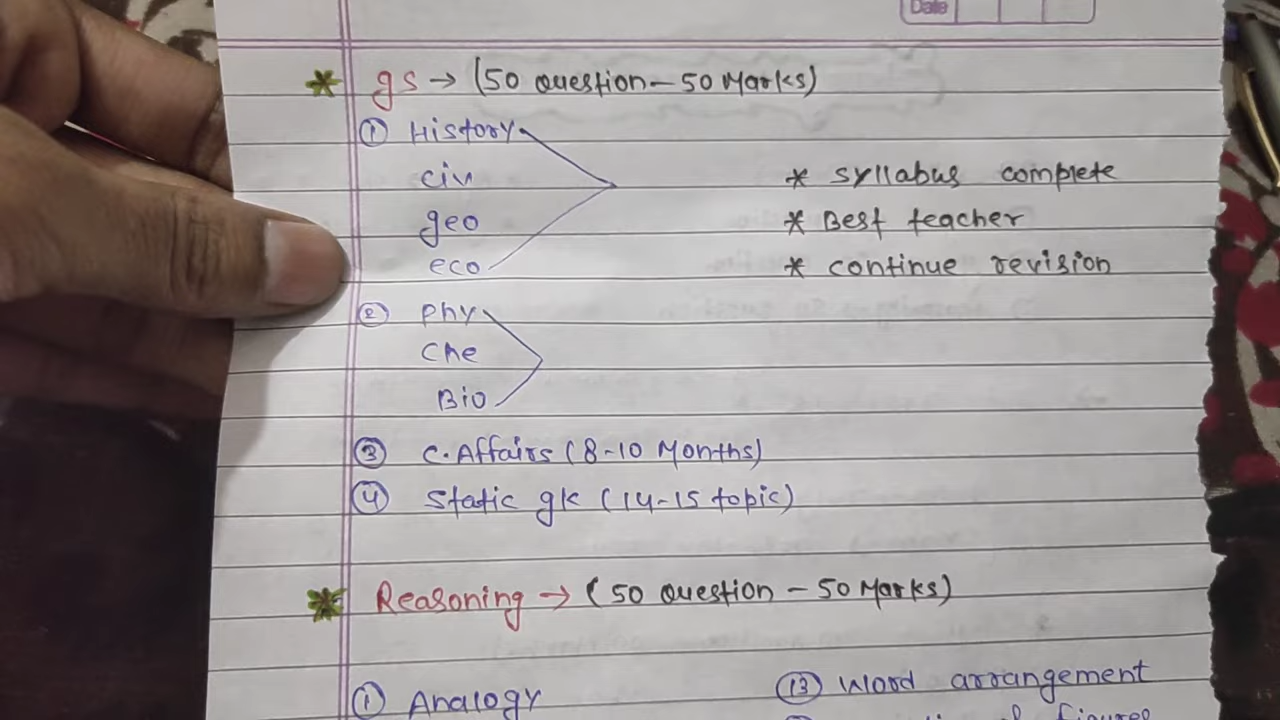 Date
* gs → (50 Question - 50 Marks)
① History
civ
geo
eco
* syllabus complete
* Best teacher
* continue revision
② Phy
Che
Bio
③ C. Affairs (8-10 Months)
④ Static gk (14-15 topic)
* Reasoning → (50 Question - 50 Marks)
① Analogy
⑬ Word arrangement
figures